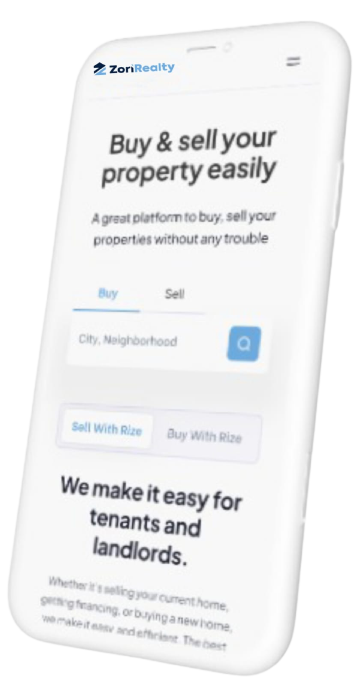 ZoriRealty
Buy & sell your
property easily
A great platform to buy, sell your
properties without any trouble
Buy Sell
City, Neighborhood
Sell With Rize Buy With Rize
We make it easy for
tenants and
landlords.
Whether it's selling your current home,
getting financing, or buying a new home,
we make it easy and efficient. The best